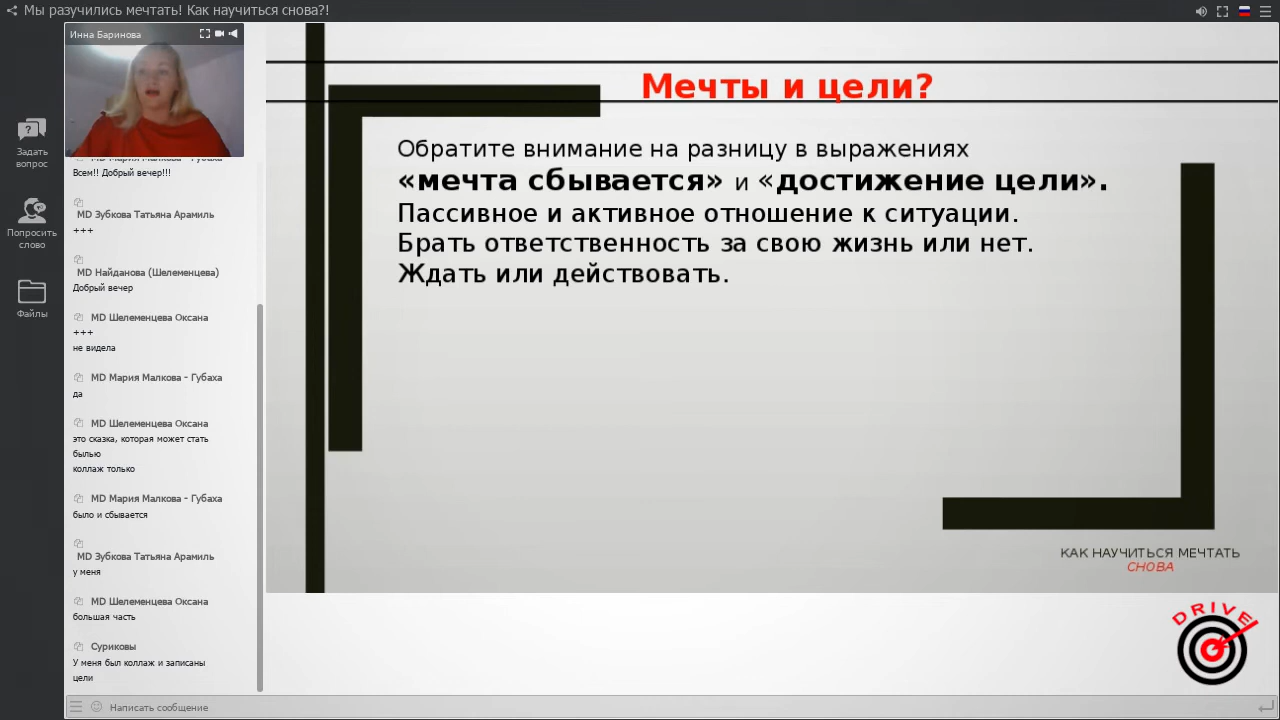 Мы разучились мечтать! Как научиться снова?!
Инна Баринова
Задать
вопрос
Попросить
слово
Файлы
MD Мария Малкова - Губаха
Всем!! Добрый вечер!!!
MD Зубкова Татьяна Арамиль
+++
MD Найданова (Шелеменцева)
Добрый вечер
MD Шелеменцева Оксана
+++
не видела
MD Мария Малкова - Губаха
да
MD Шелеменцева Оксана
это сказка, которая может стать
былью
коллаж только
MD Мария Малкова - Губаха
было и сбывается
MD Зубкова Татьяна Арамиль
у меня
MD Шелеменцева Оксана
большая часть
Суриковы
У меня был коллаж и записаны
цели
Написать сообщение
Мечты и цели?
Обратите внимание на разницу в выражениях
«мечта сбывается» и «достижение цели».
Пассивное и активное отношение к ситуации.
Брать ответственность за свою жизнь или нет.
Ждать или действовать.
КАК НАУЧИТЬСЯ МЕЧТАТЬ
СНОВА
DRIVE